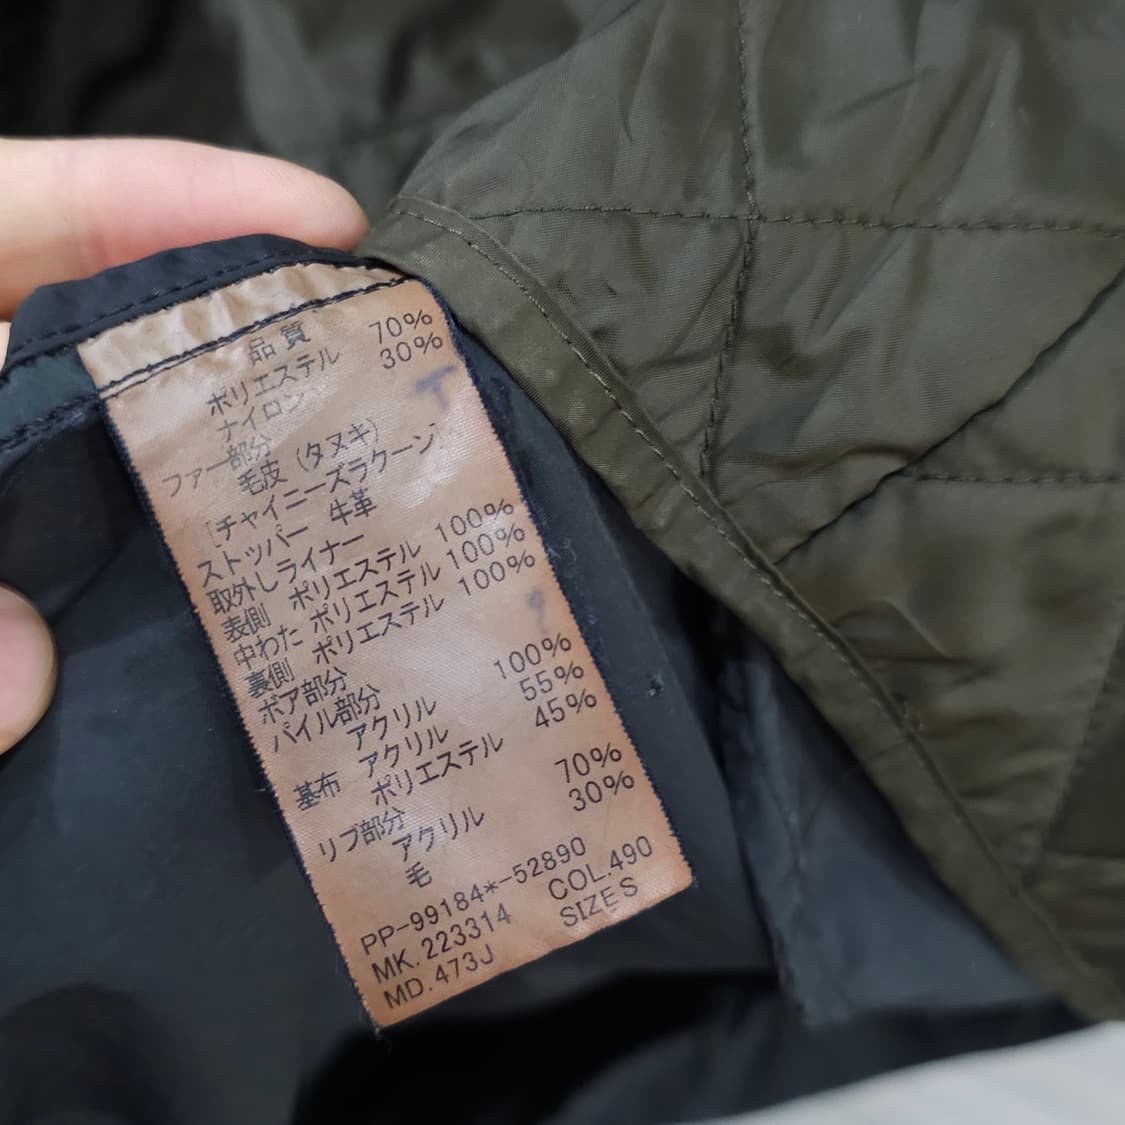 品質
ポリエステル 70%
ナイロン 30%
ファー部分
毛皮（タヌキ）
［チャイニーズラクーン］
ストッパー 牛革
取外しライナー
表側 ポリエステル 100%
中わた ポリエステル 100%
裏側 ポリエステル 100%
ボア部分
パイル部分
アクリル 100%
基布 アクリル 55%
ポリエステル 45%
リブ部分
アクリル 70%
毛 30%
PP-99184*-52890
MK.223314 COL.490
MD.473J SIZE S